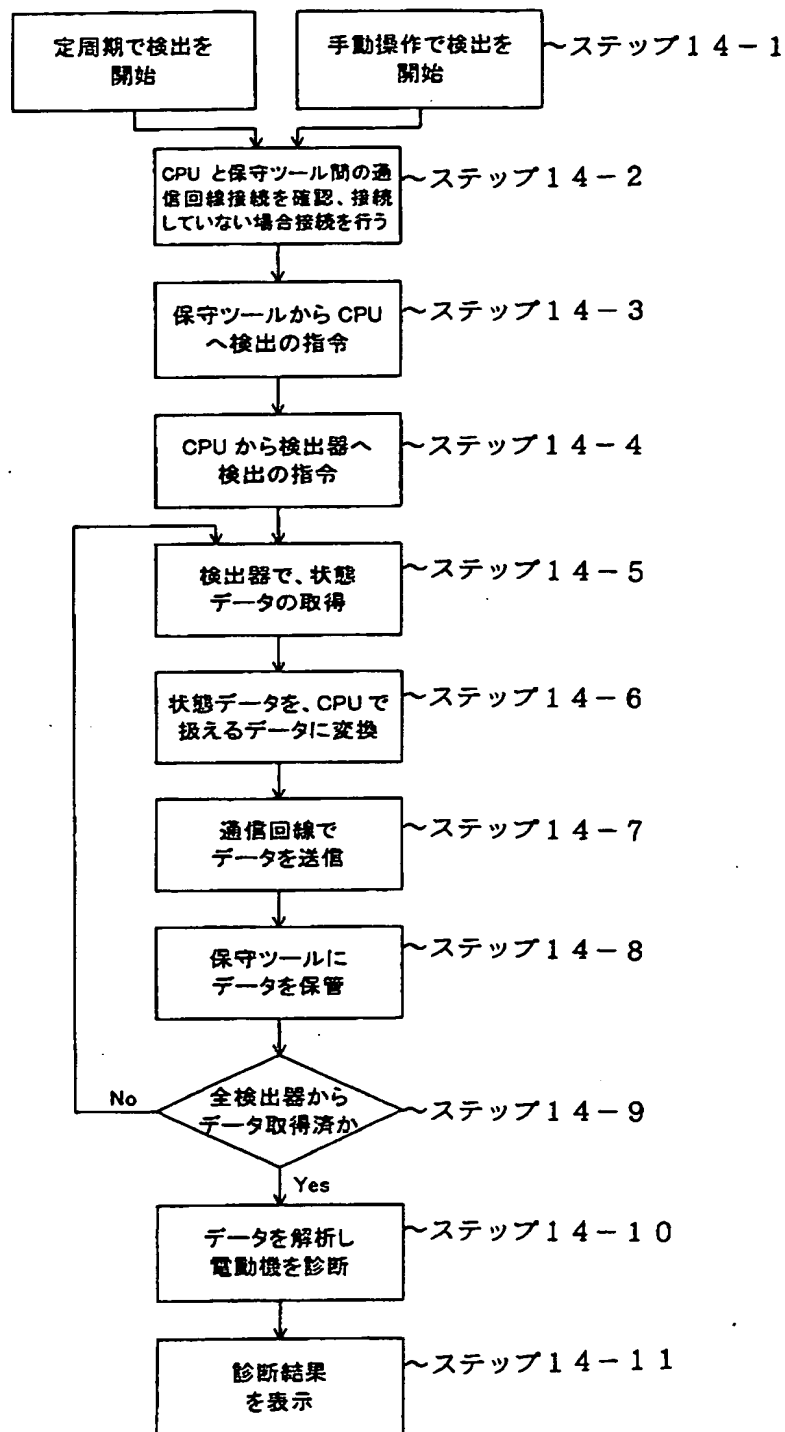 定周期で検出を
開始
手動操作で検出を
開始
〜ステップ14-1
CPU と保守ツール間の通
信回線接続を確認、接続
していない場合接続を行う
〜ステップ14-2
保守ツールから CPU
へ検出の指令
〜ステップ14-3
CPU から検出器へ
検出の指令
〜ステップ14-4
検出器で、状態
データの取得
〜ステップ14-5
状態データを、CPU で
扱えるデータに変換
〜ステップ14-6
通信回線で
データを送信
〜ステップ14-7
保守ツールに
データを保管
〜ステップ14-8
全検出器から
データ取得済か
〜ステップ14-9
No
Yes
データを解析し
電動機を診断
〜ステップ14-10
診断結果
を表示
〜ステップ14-11